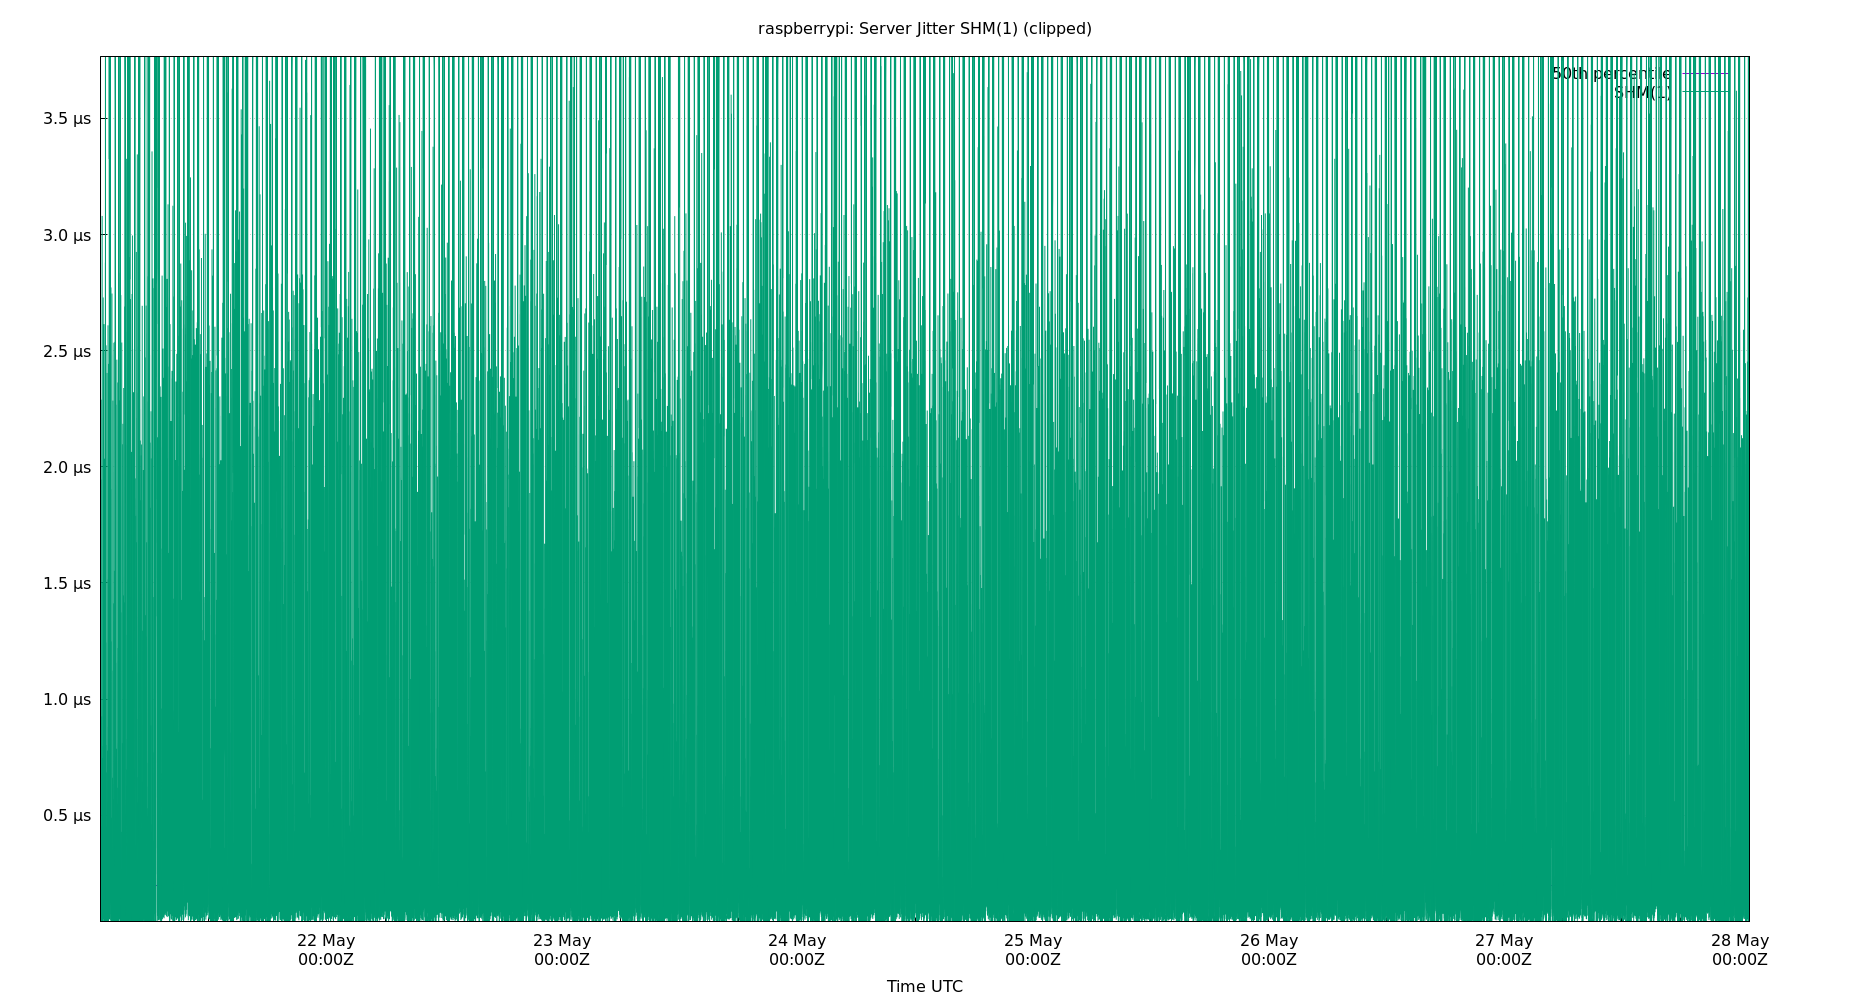 raspberrypi: Server Jitter SHM(1) (clipped)
50th percentile
SHM(1)
3.5 µs
3.0 µs
2.5 µs
2.0 µs
1.5 µs
1.0 µs
0.5 µs
22 May
00:00Z
23 May
00:00Z
24 May
00:00Z
25 May
00:00Z
26 May
00:00Z
27 May
00:00Z
28 May
00:00Z
Time UTC